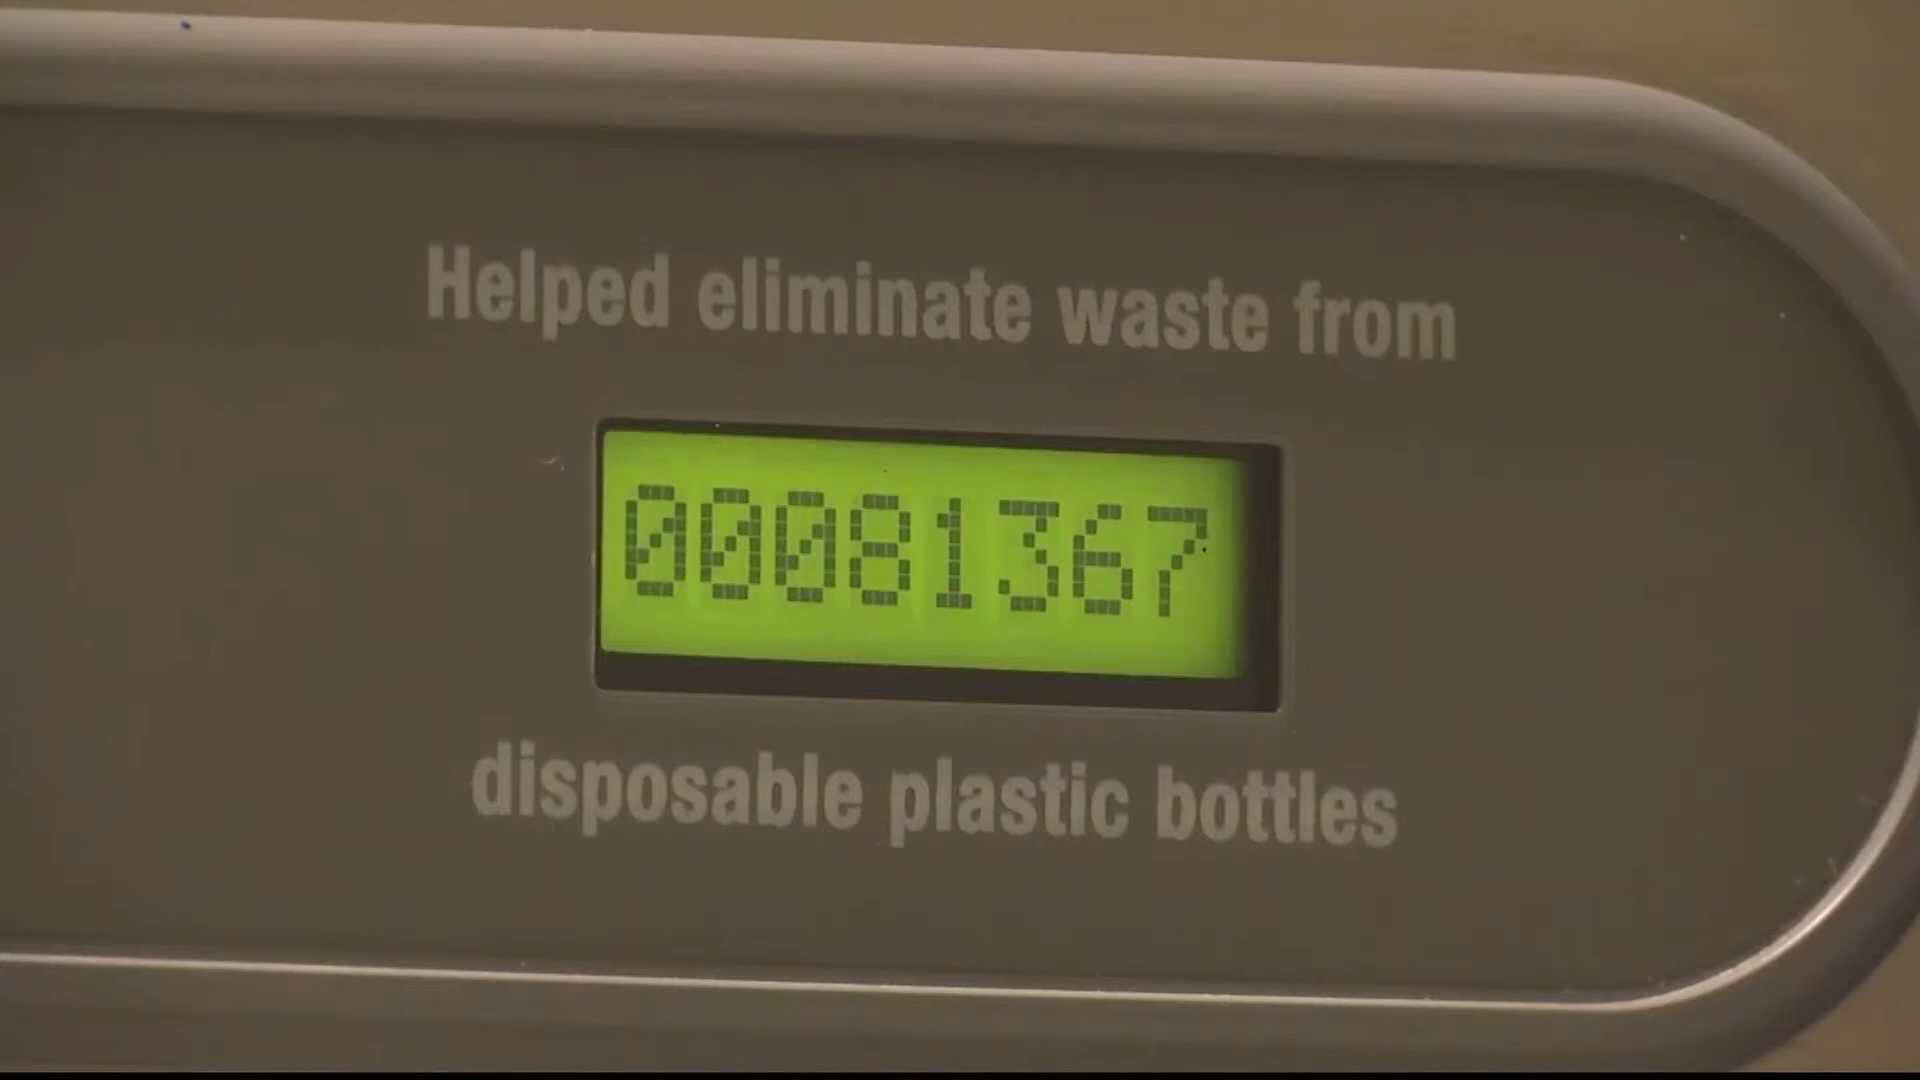 Helped eliminate waste from
00081367
disposable plastic bottles